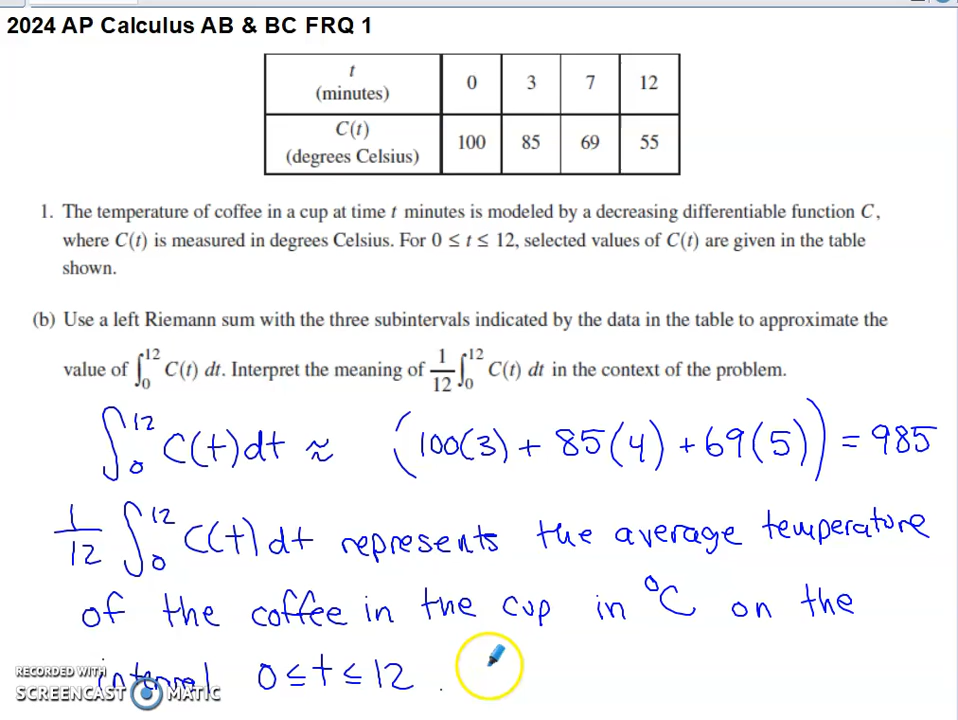 2024 AP Calculus AB & BC FRQ 1
t (minutes) 0 3 7 12
C(t) (degrees Celsius) 100 85 69 55
1. The temperature of coffee in a cup at time t minutes is modeled by a decreasing differentiable function C,
where C(t) is measured in degrees Celsius. For 0 ≤ t ≤ 12, selected values of C(t) are given in the table
shown.
(b) Use a left Riemann sum with the three subintervals indicated by the data in the table to approximate the
value of ∫₀¹² C(t) dt. Interpret the meaning of 1/12 ∫₀¹² C(t) dt in the context of the problem.
∫₀¹² C(t) dt ≈ (100(3) + 85(4) + 69(5)) = 985
1/12 ∫₀¹² C(t) dt represents the average temperature
of the coffee in the cup in °C on the
interval 0 ≤ t ≤ 12.
RECORDED WITH
SCREENCAST MATIC